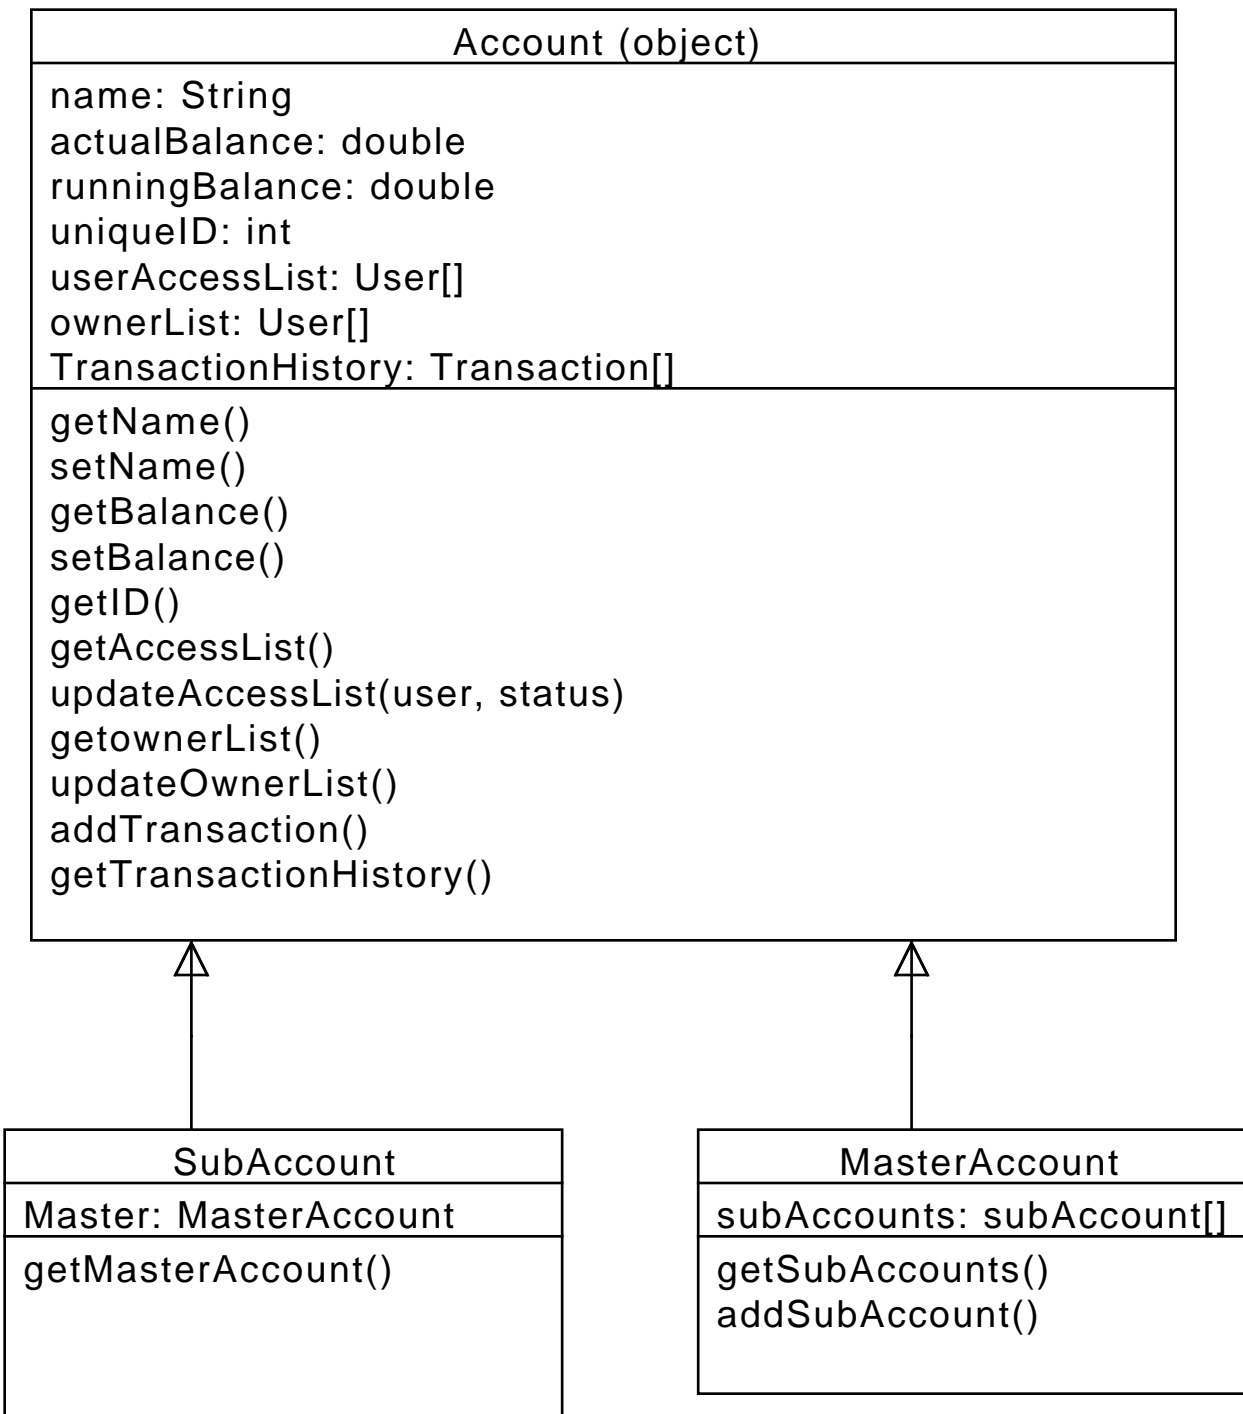 Account (object)
name: String
actualBalance: double
runningBalance: double
uniqueID: int
userAccessList: User[]
ownerList: User[]
TransactionHistory: Transaction[]
getName()
setName()
getBalance()
setBalance()
getID()
getAccessList()
updateAccessList(user, status)
getownerList()
updateOwnerList()
addTransaction()
getTransactionHistory()
SubAccount
Master: MasterAccount
getMasterAccount()
MasterAccount
subAccounts: subAccount[]
getSubAccounts()
addSubAccount()